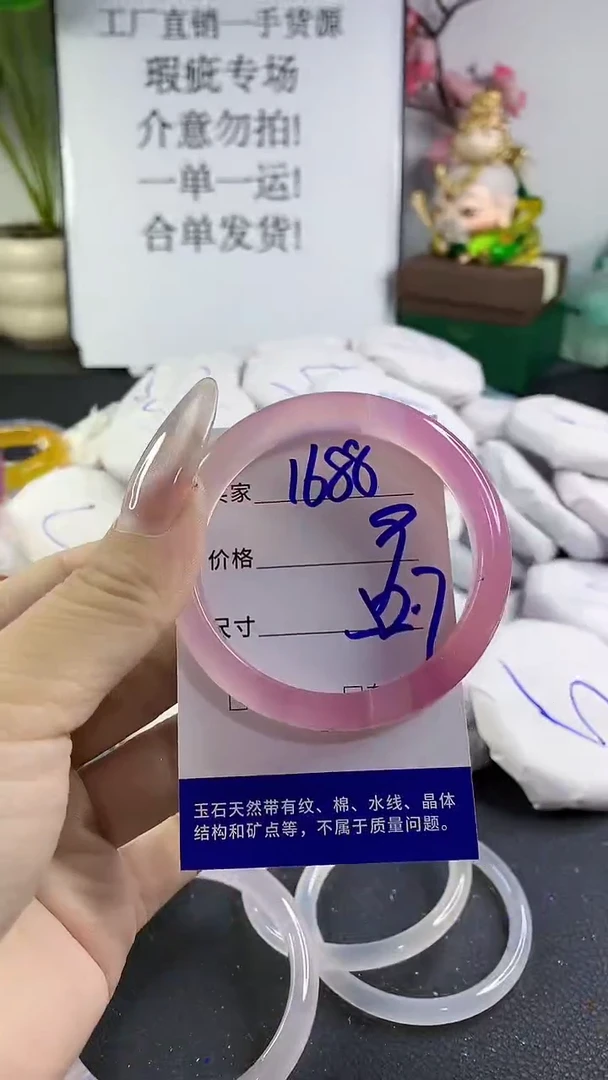 工厂直销一手货源
瑕疵专场
介意勿拍!
一单一运!
合单发货!
家 1688
价格
尺寸
玉石天然带有纹、棉、水线、晶体
结构和矿点等，不属于质量问题。